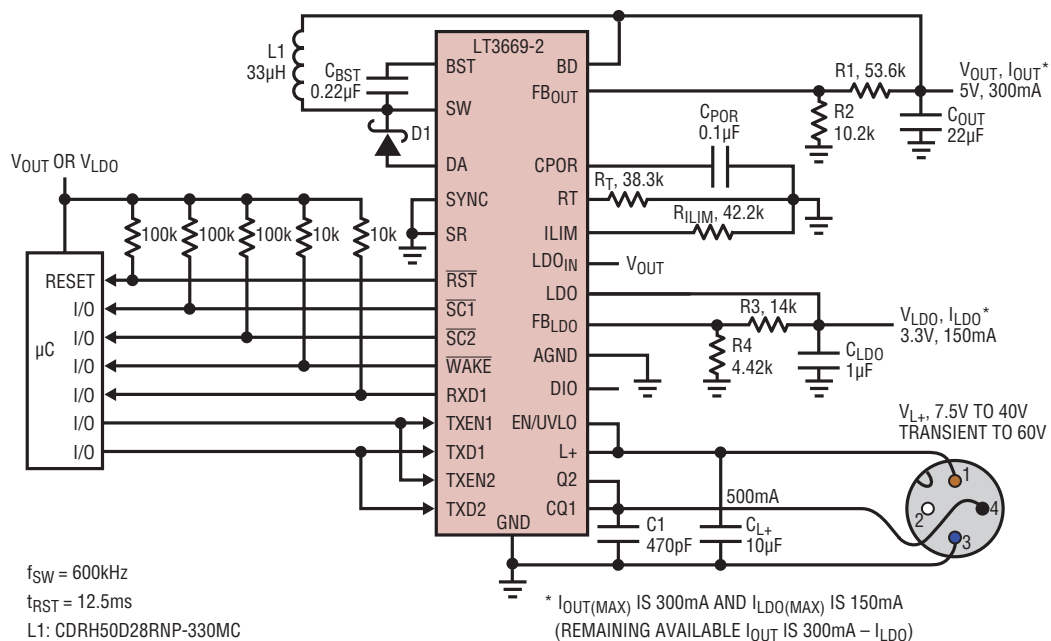 LT3669-2
L1
33µH
CBST
0.22µF
D1
BST
SW
DA
SYNC
SR
RST
SC1
SC2
WAKE
RXD1
TXEN1
TXD1
TXEN2
TXD2
GND
BD
FBOUT
CPOR
RT
ILIM
LDOIN
LDO
FBLDO
AGND
DIO
EN/UVLO
L+
Q2
CQ1
VOUT OR VLDO
100k
100k
100k
10k
10k
µC
RESET
I/O
I/O
I/O
I/O
I/O
I/O
R1, 53.6k
R2
10.2k
VOUT, IOUT*
5V, 300mA
COUT
22µF
CPOR
0.1µF
RT, 38.3k
RILIM, 42.2k
VOUT
R3, 14k
R4
4.42k
VLDO, ILDO*
3.3V, 150mA
CLDO
1µF
VL+, 7.5V TO 40V
TRANSIENT TO 60V
500mA
C1
470pF
CL+
10µF
1
2
4
3
fSW = 600kHz
tRST = 12.5ms
L1: CDRH50D28RNP-330MC
* IOUT(MAX) IS 300mA AND ILDO(MAX) IS 150mA
(REMAINING AVAILABLE IOUT IS 300mA – ILDO)